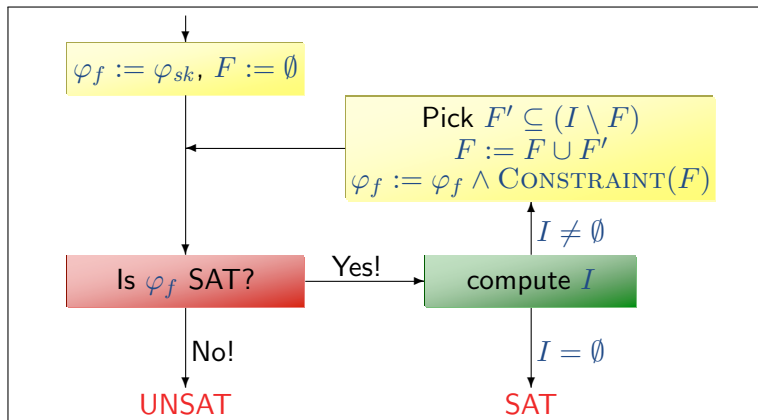 φ_f := φ_sk, F := ∅
Pick F′ ⊆ (I \ F)
F := F ∪ F′
φ_f := φ_f ∧ CONSTRAINT(F)
I ≠ ∅
Is φ_f SAT?
Yes!
compute I
No!
I = ∅
UNSAT
SAT